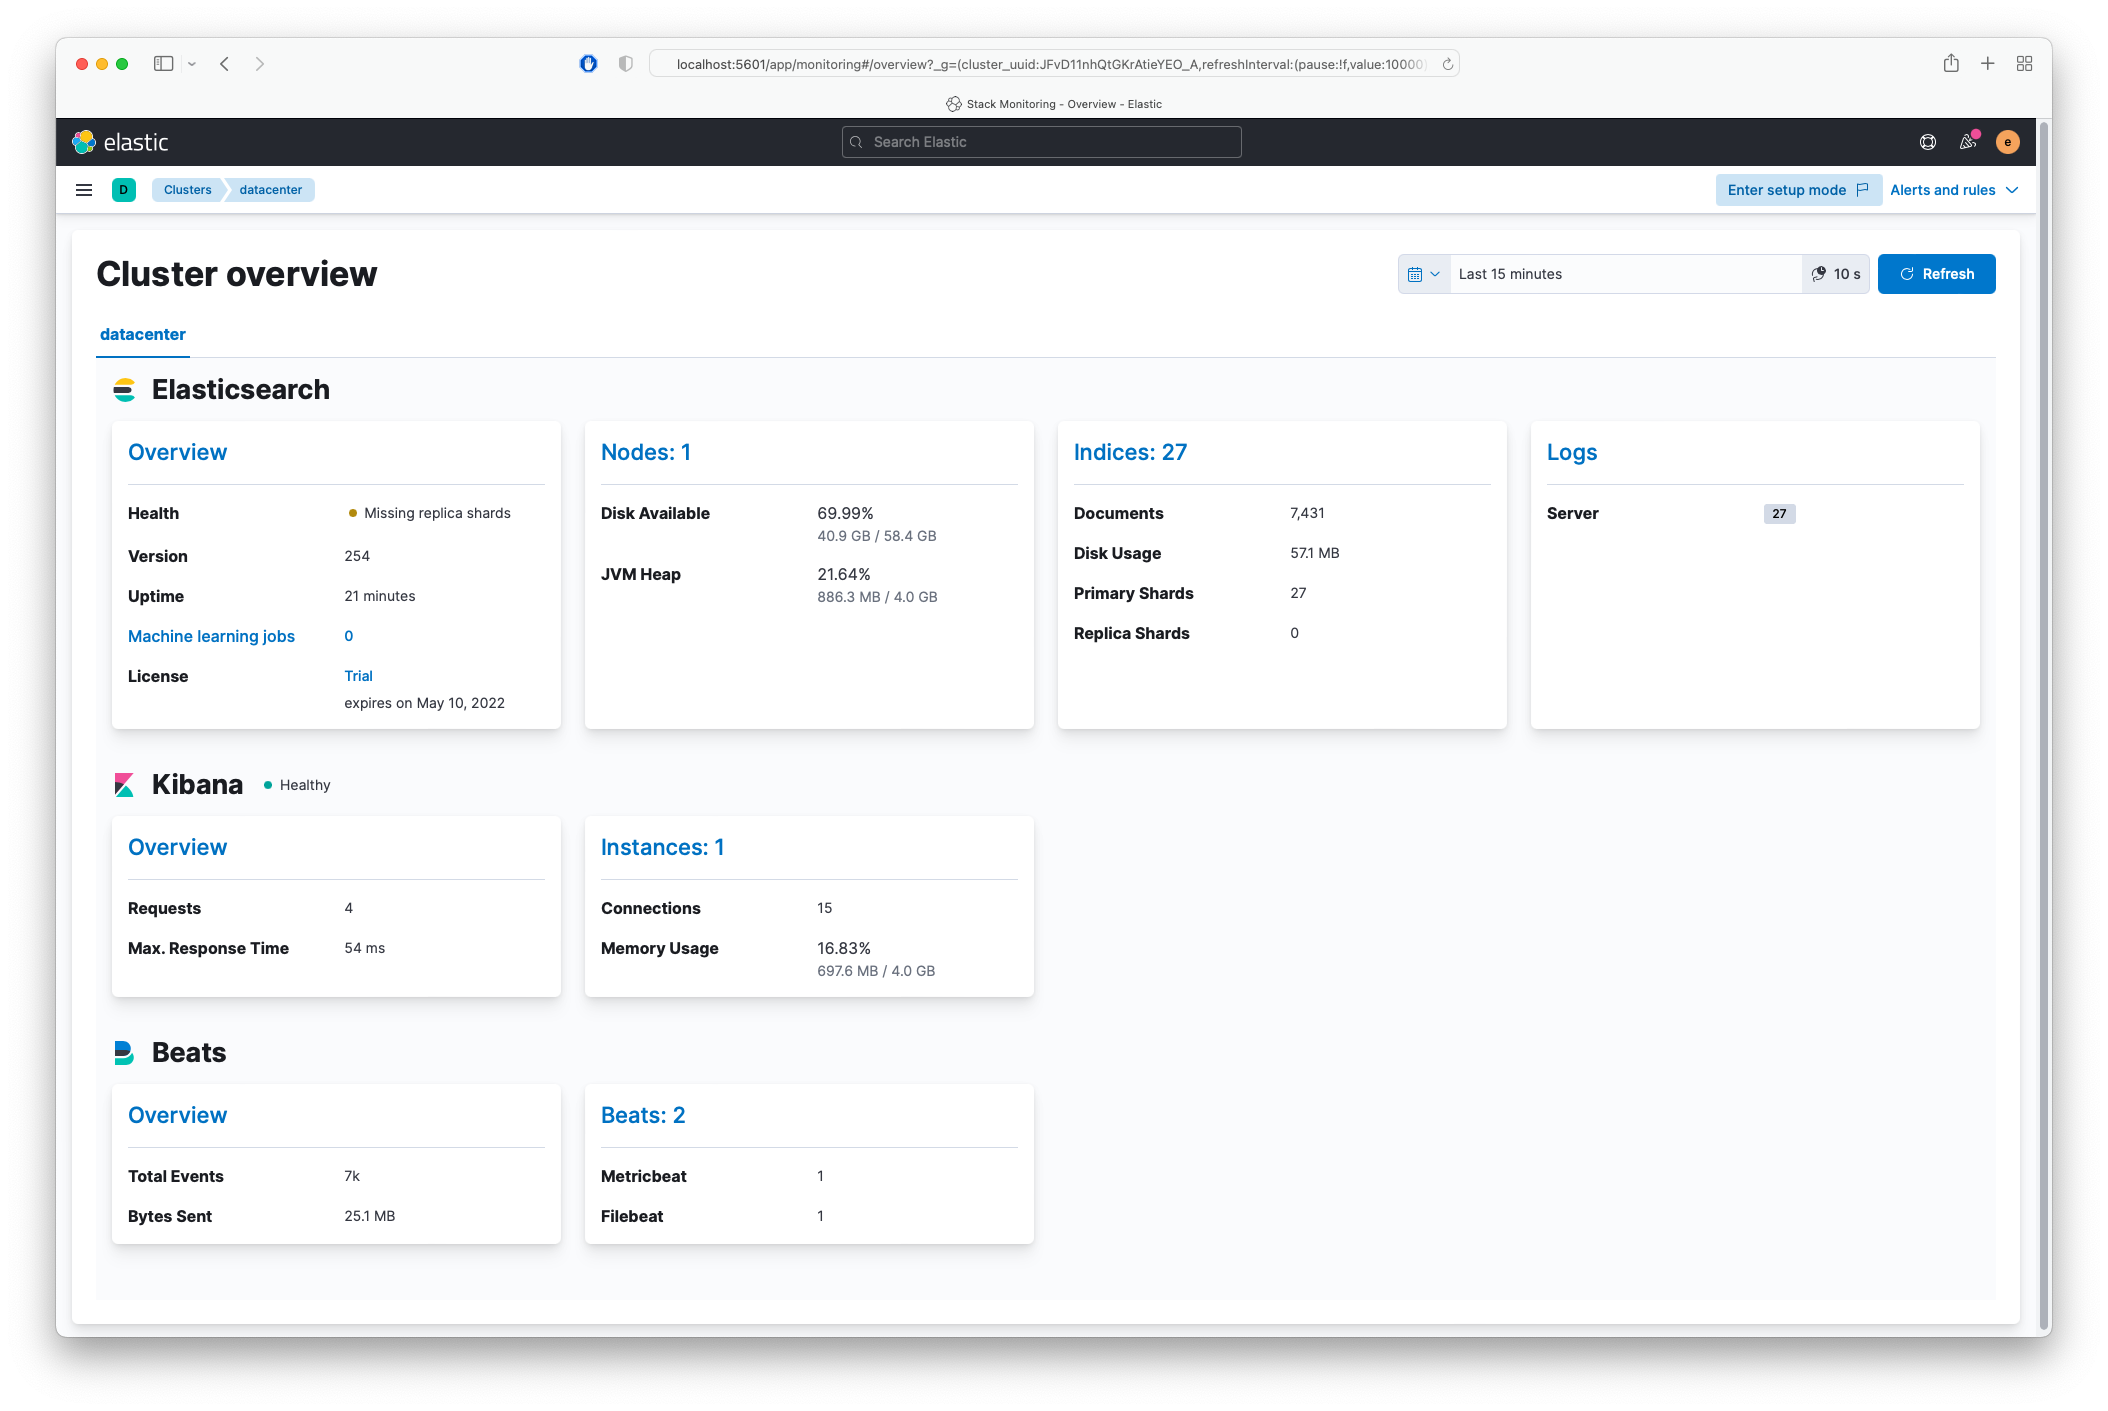 localhost:5601/app/monitoring#/overview?_g=(cluster_uuid:JFvD11nhQtGKrAtieYEO_A,refreshInterval:(pause:!f,value:10000)
Stack Monitoring - Overview - Elastic
elastic
Search Elastic
e
D
Clusters
datacenter
Enter setup mode
Alerts and rules
Cluster overview
Last 15 minutes
10 s
Refresh
datacenter
Elasticsearch
Overview
Health
Missing replica shards
Version
254
Uptime
21 minutes
Machine learning jobs
0
License
Trial
expires on May 10, 2022
Nodes: 1
Disk Available
69.99%
40.9 GB / 58.4 GB
JVM Heap
21.64%
886.3 MB / 4.0 GB
Indices: 27
Documents
7,431
Disk Usage
57.1 MB
Primary Shards
27
Replica Shards
0
Logs
Server
27
Kibana
Healthy
Overview
Requests
4
Max. Response Time
54 ms
Instances: 1
Connections
15
Memory Usage
16.83%
697.6 MB / 4.0 GB
Beats
Overview
Total Events
7k
Bytes Sent
25.1 MB
Beats: 2
Metricbeat
1
Filebeat
1